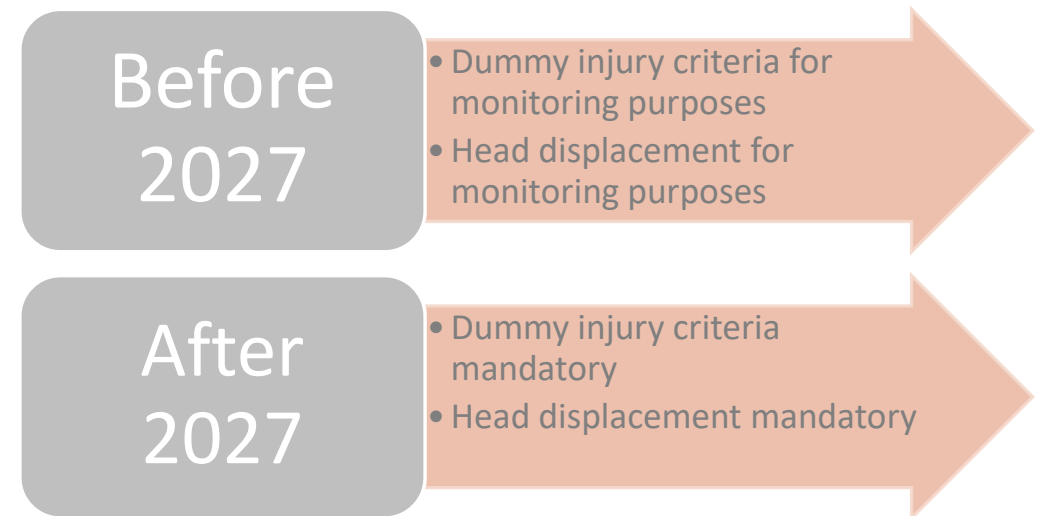 Before
2027
• Dummy injury criteria for
monitoring purposes
• Head displacement for
monitoring purposes
After
2027
• Dummy injury criteria
mandatory
• Head displacement mandatory